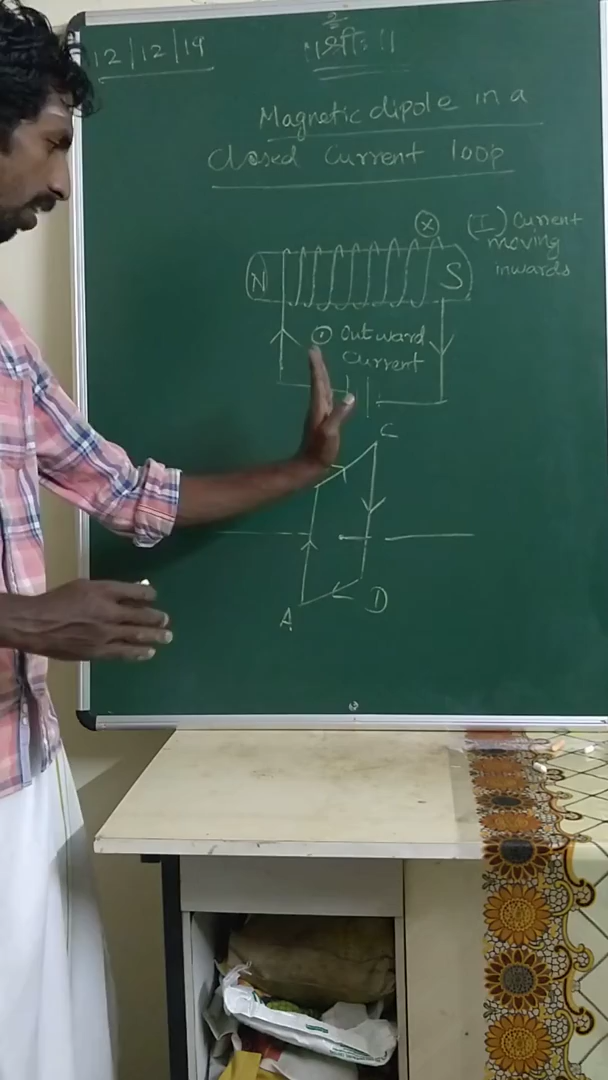 12/12/19
॥श्री:॥
Magnetic dipole in a
closed current loop
(I) Current
moving
inwards
N
S
Outward
current
C
A
D